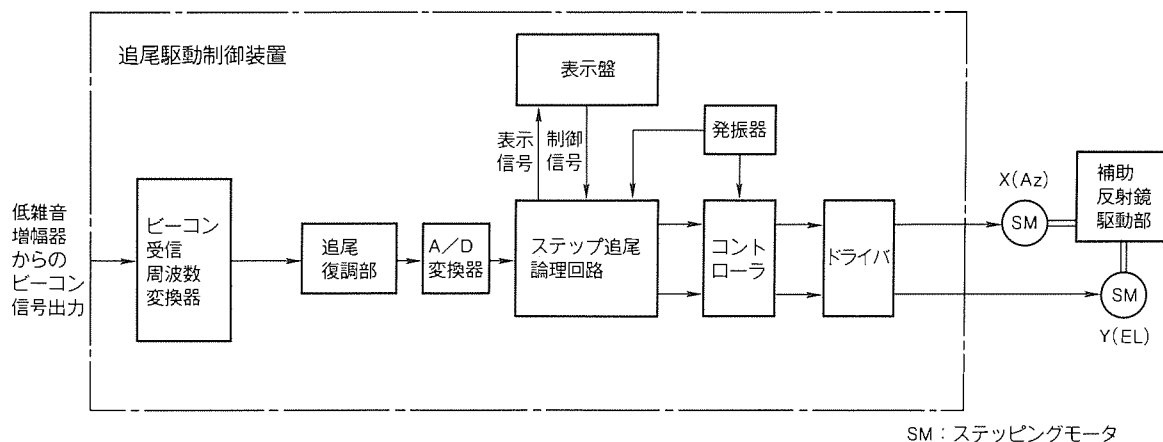 追尾駆動制御装置
表示盤
表示
信号
制御
信号
発振器
低雑音
増幅器
からの
ビーコン
信号出力
ビーコン
受信
周波数
変換器
追尾
復調部
A/D
変換器
ステップ追尾
論理回路
コント
ローラ
ドライバ
X(Az)
SM
補助
反射鏡
駆動部
SM
Y(EL)
SM:ステッピングモータ